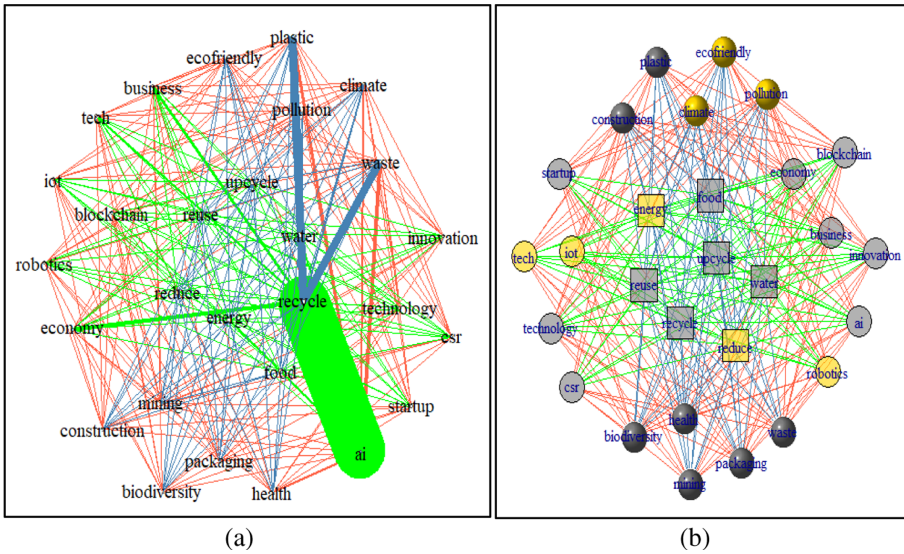 plastic
ecofriendly
climate
business
pollution
tech
waste
upcycle
iot
blockchain
reuse
water
innovation
robotics
reduce
recycle
technology
economy
energy
csr
food
mining
startup
construction
ai
packaging
biodiversity
health
(a)
ecofriendly
plastic
pollution
climate
construction
blockchain
startup
economy
food
energy
business
tech
iot
upcycle
innovation
reuse
water
technology
recycle
ai
reduce
robotics
csr
health
biodiversity
waste
packaging
mining
(b)